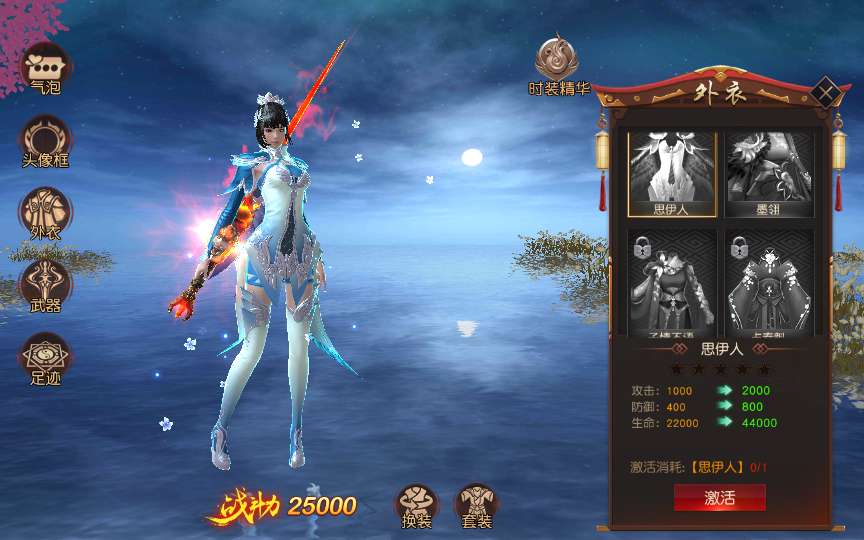 气泡
头像框
外衣
武器
足迹
时装精华
战斗力 25000
换装
套装
外衣
思伊人
墨翎
思伊人
攻击: 1000 2000
防御: 400 800
生命: 22000 44000
激活消耗:【思伊人】0/1
激活